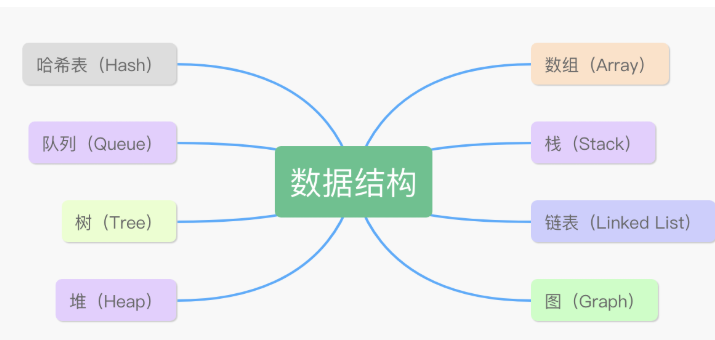 哈希表（Hash）
数组（Array）
队列（Queue）
栈（Stack）
数据结构
树（Tree）
链表（Linked List）
堆（Heap）
图（Graph）